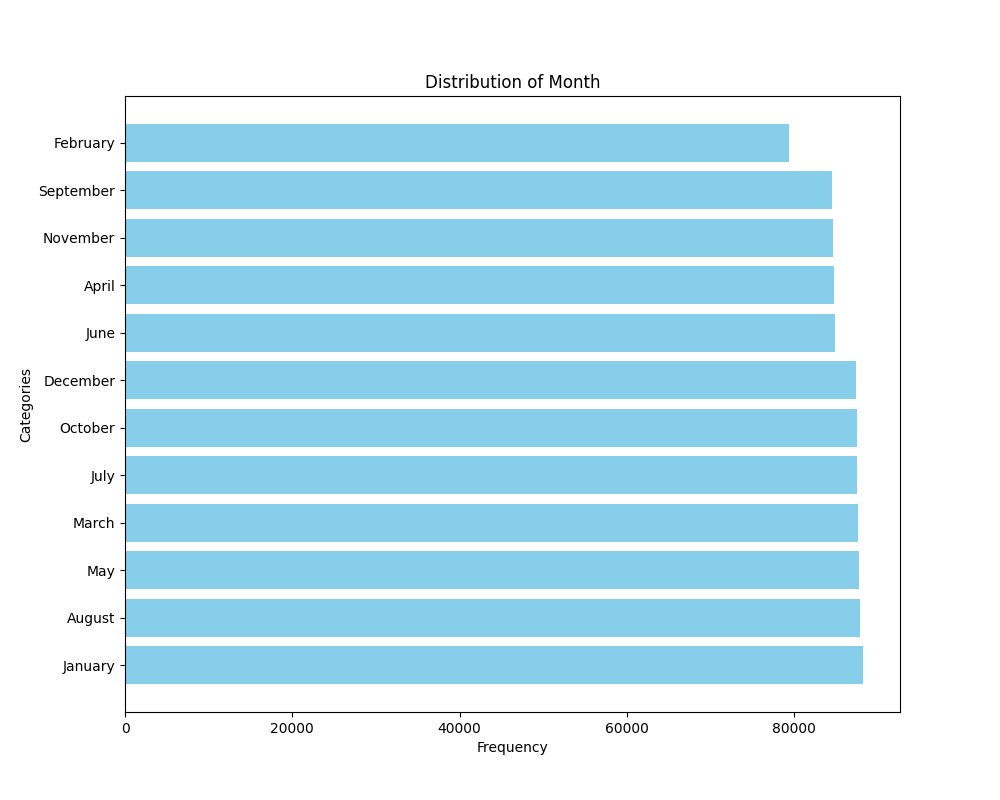 Distribution of Month
February
September
November
April
June
December
October
July
March
May
August
January
Categories
0 20000 40000 60000 80000
Frequency